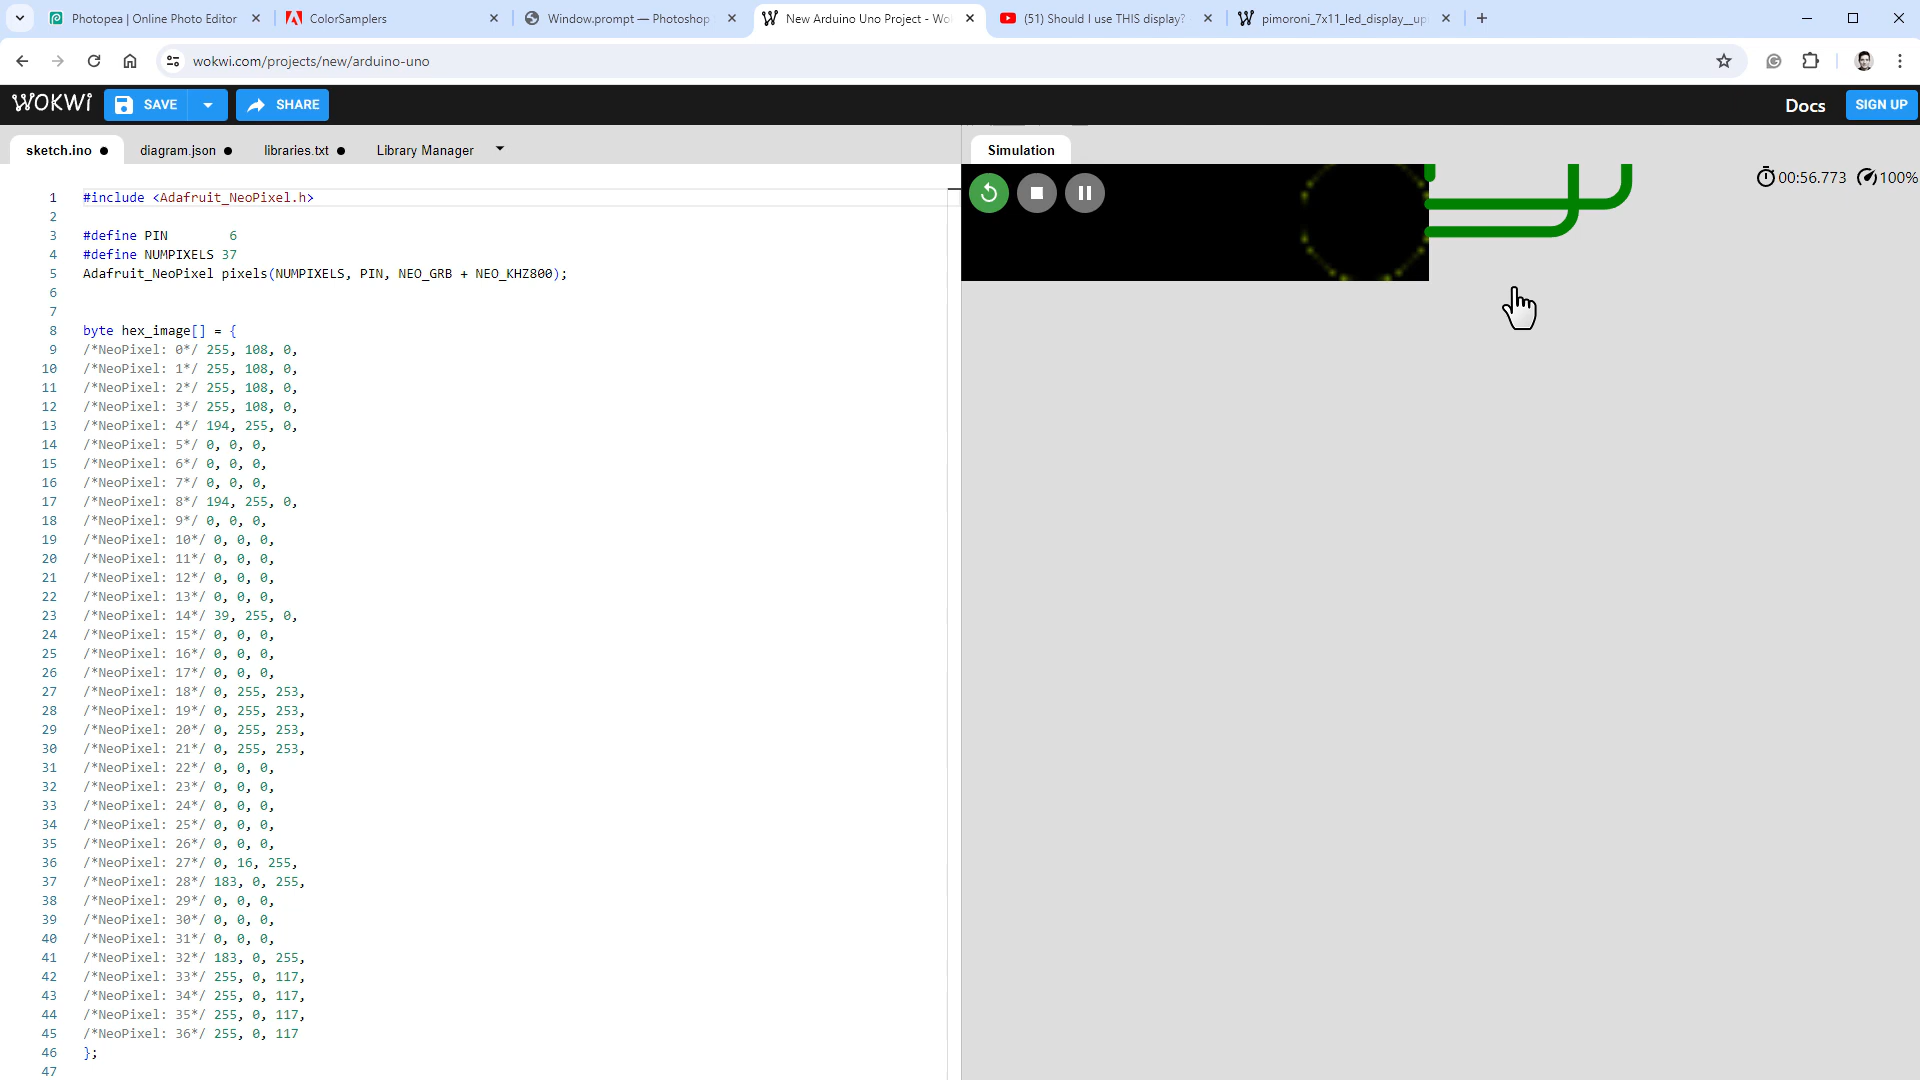 Photopea | Online Photo Editor
ColorSamplers
Window.prompt — Photoshop
New Arduino Uno Project - Wok
(51) Should I use THIS display?
pimoroni_7x11_led_display__up
wokwi.com/projects/new/arduino-uno
WOKWi
SAVE
SHARE
Docs
SIGN UP
sketch.ino
diagram.json
libraries.txt
Library Manager
Simulation
00:56.773
100%
1 #include <Adafruit_NeoPixel.h>
2
3 #define PIN 6
4 #define NUMPIXELS 37
5 Adafruit_NeoPixel pixels(NUMPIXELS, PIN, NEO_GRB + NEO_KHZ800);
6
7
8 byte hex_image[] = {
9 /*NeoPixel: 0*/ 255, 108, 0,
10 /*NeoPixel: 1*/ 255, 108, 0,
11 /*NeoPixel: 2*/ 255, 108, 0,
12 /*NeoPixel: 3*/ 255, 108, 0,
13 /*NeoPixel: 4*/ 194, 255, 0,
14 /*NeoPixel: 5*/ 0, 0, 0,
15 /*NeoPixel: 6*/ 0, 0, 0,
16 /*NeoPixel: 7*/ 0, 0, 0,
17 /*NeoPixel: 8*/ 194, 255, 0,
18 /*NeoPixel: 9*/ 0, 0, 0,
19 /*NeoPixel: 10*/ 0, 0, 0,
20 /*NeoPixel: 11*/ 0, 0, 0,
21 /*NeoPixel: 12*/ 0, 0, 0,
22 /*NeoPixel: 13*/ 0, 0, 0,
23 /*NeoPixel: 14*/ 39, 255, 0,
24 /*NeoPixel: 15*/ 0, 0, 0,
25 /*NeoPixel: 16*/ 0, 0, 0,
26 /*NeoPixel: 17*/ 0, 0, 0,
27 /*NeoPixel: 18*/ 0, 255, 253,
28 /*NeoPixel: 19*/ 0, 255, 253,
29 /*NeoPixel: 20*/ 0, 255, 253,
30 /*NeoPixel: 21*/ 0, 255, 253,
31 /*NeoPixel: 22*/ 0, 0, 0,
32 /*NeoPixel: 23*/ 0, 0, 0,
33 /*NeoPixel: 24*/ 0, 0, 0,
34 /*NeoPixel: 25*/ 0, 0, 0,
35 /*NeoPixel: 26*/ 0, 0, 0,
36 /*NeoPixel: 27*/ 0, 16, 255,
37 /*NeoPixel: 28*/ 183, 0, 255,
38 /*NeoPixel: 29*/ 0, 0, 0,
39 /*NeoPixel: 30*/ 0, 0, 0,
40 /*NeoPixel: 31*/ 0, 0, 0,
41 /*NeoPixel: 32*/ 183, 0, 255,
42 /*NeoPixel: 33*/ 255, 0, 117,
43 /*NeoPixel: 34*/ 255, 0, 117,
44 /*NeoPixel: 35*/ 255, 0, 117,
45 /*NeoPixel: 36*/ 255, 0, 117
46 };
47